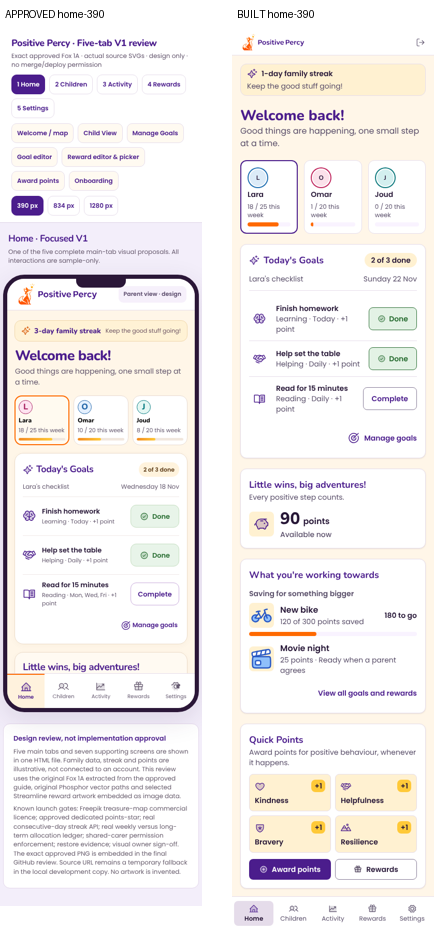 APPROVED home-390
Positive Percy · Five-tab V1 review
Exact approved Fox 1A · actual source SVGs · design only ·
no merge/deploy permission
1 Home
2 Children
3 Activity
4 Rewards
5 Settings
Welcome / map
Child View
Manage Goals
Goal editor
Reward editor & picker
Award points
Onboarding
390 px
834 px
1280 px
Home · Focused V1
One of the five complete main-tab visual proposals. All
interactions are sample-only.
Positive Percy
Parent view · design
3-day family streak
Keep the good stuff going!
Welcome back!
Good things are happening, one small step at
a time.
L
Lara
18 / 25 this week
O
Omar
10 / 20 this week
J
Joud
8 / 20 this week
Today's Goals
2 of 3 done
Lara's checklist
Wednesday 18 Nov
Finish homework
Learning · Today · +1 point
Done
Help set the table
Helping · Daily · +1 point
Done
Read for 15 minutes
Reading · Mon, Wed, Fri · +1
point
Complete
Manage goals
Little wins, big adventures!
Home
Children
Activity
Rewards
Settings
Design review, not implementation approval
Five main tabs and seven supporting screens are shown
in one HTML file. Family data, streak and points are
illustrative, not connected to an account. This review
uses the original Fox 1A extracted from the approved
guide, original Phosphor vector paths and selected
Streamline reward artwork embedded as image data.
Known launch gates: Freepik treasure-map commercial
licence; approved dedicated points-star; real
consecutive-day streak API; real weekly versus long-
term allocation ledger; shared-carer permission
enforcement; restore evidence; visual owner sign-off.
The exact approved PNG is embedded in the final
GitHub review. Source URL remains a temporary fallback
in the local development copy. No artwork is invented.
BUILT home-390
Positive Percy
1-day family streak
Keep the good stuff going!
Welcome back!
Good things are happening, one small step
at a time.
L
Lara
18 / 25 this
week
O
Omar
1 / 20 this
week
J
Joud
0 / 20 this
week
Today's Goals
2 of 3 done
Lara's checklist
Sunday 22 Nov
Finish homework
Learning · Today · +1
point
Done
Help set the table
Helping · Daily · +1
point
Done
Read for 15 minutes
Reading · Daily · +1
point
Complete
Manage goals
Little wins, big adventures!
Every positive step counts.
90 points
Available now
What you're working towards
Saving for something bigger
New bike
120 of 300 points saved
180 to go
Movie night
25 points · Ready when a parent
agrees
View all goals and rewards
Quick Points
Award points for positive behaviour, whenever
it happens.
+1
Kindness
+1
Helpfulness
+1
Bravery
+1
Resilience
Award points
Rewards
Home
Children
Activity
Rewards
Settings